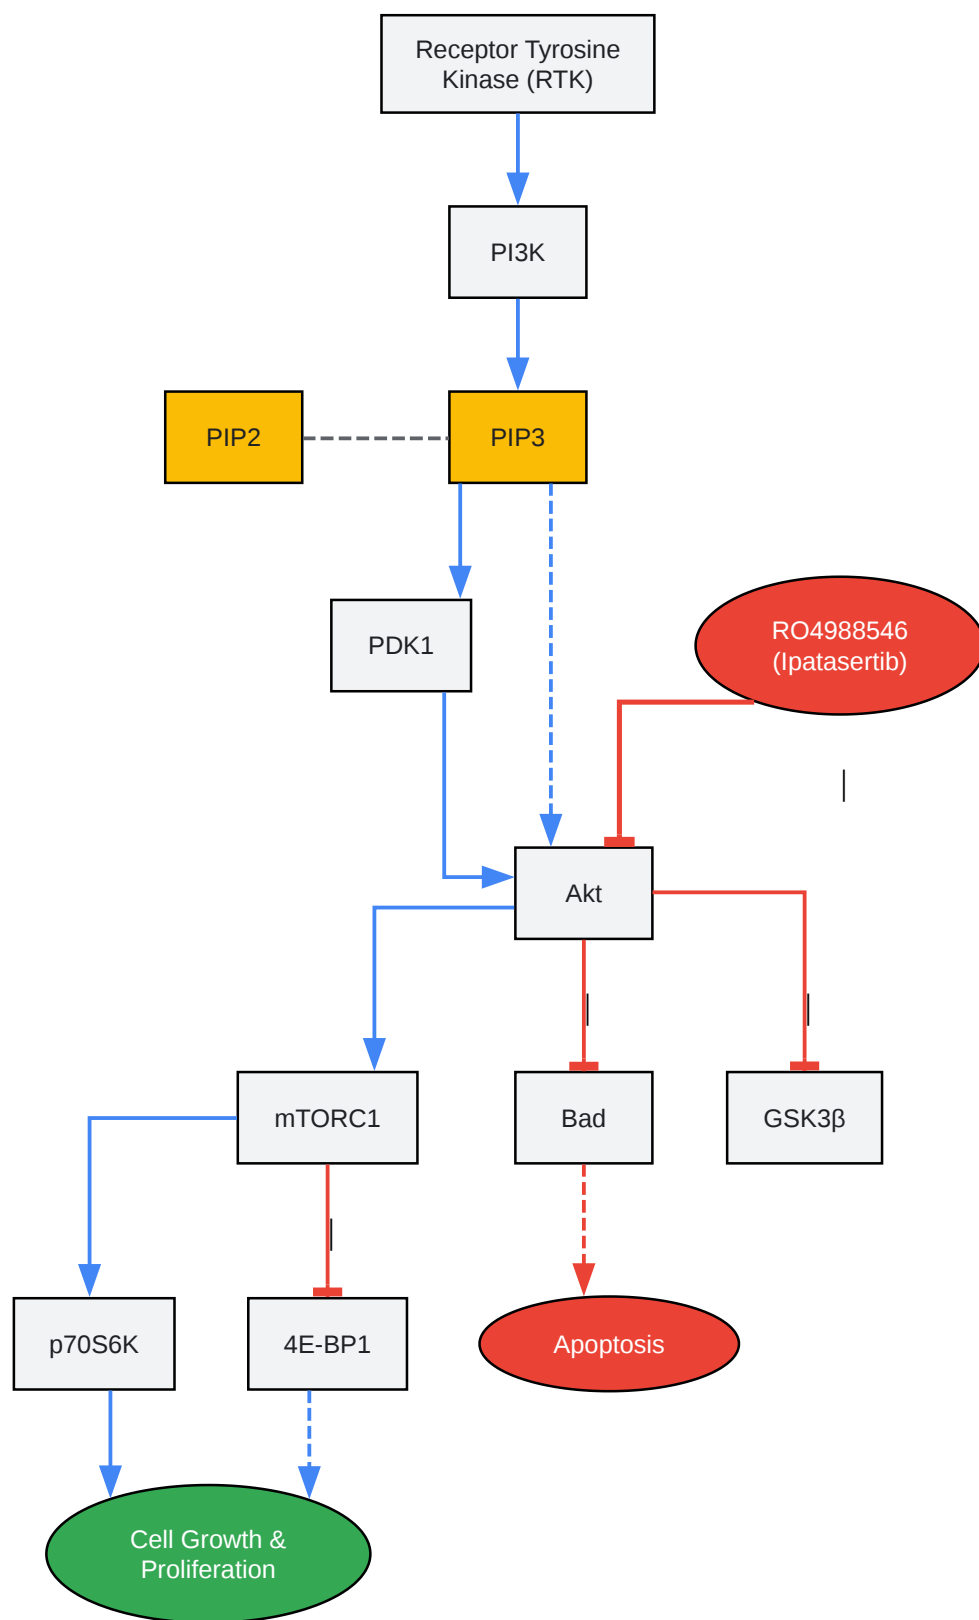 Receptor Tyrosine
Kinase (RTK)
PI3K
PIP2
PIP3
PDK1
RO4988546
(Ipatasertib)
|
Akt
|
|
mTORC1
Bad
GSK3β
|
p70S6K
4E-BP1
Apoptosis
Cell Growth &
Proliferation